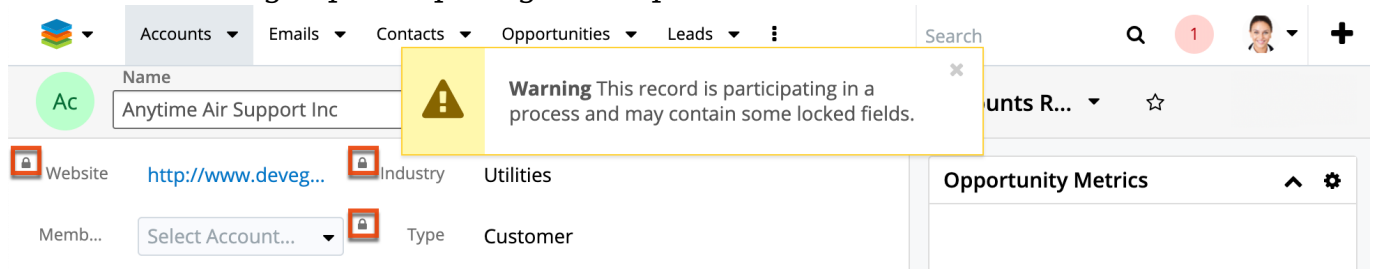 Accounts Emails Contacts Opportunities Leads Search 1
Name
Ac Anytime Air Support Inc
Warning This record is participating in a
process and may contain some locked fields.
unts R...
Website http://www.deveg... Industry Utilities
Opportunity Metrics
Memb... Select Account... Type Customer